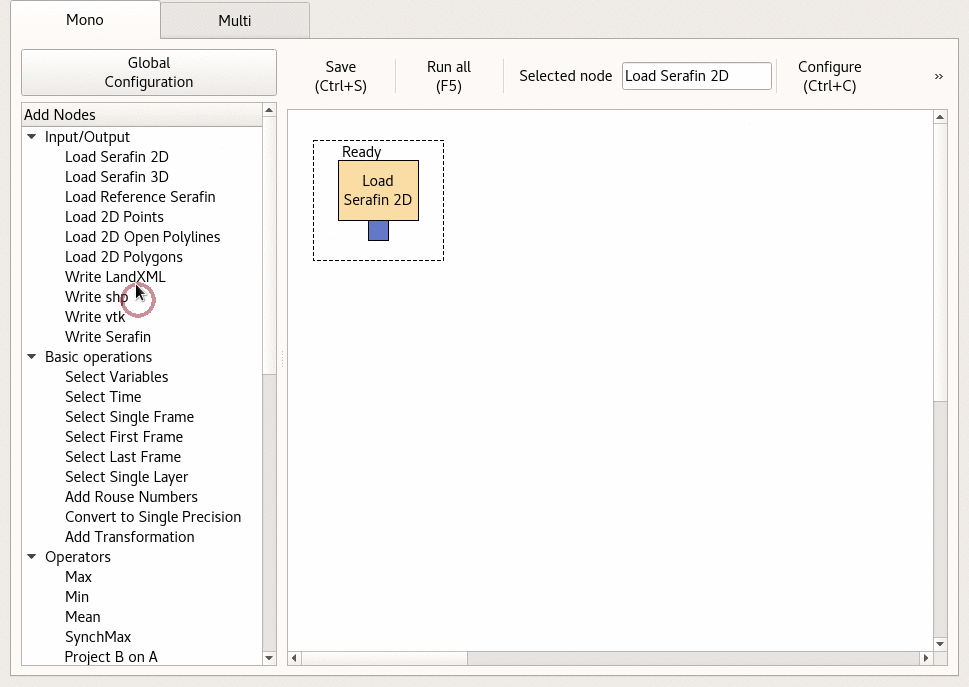 Mono
Multi
Global
Configuration
Save
(Ctrl+S)
Run all
(F5)
Selected node
Load Serafin 2D
Configure
(Ctrl+C)
»
Add Nodes
Input/Output
Load Serafin 2D
Load Serafin 3D
Load Reference Serafin
Load 2D Points
Load 2D Open Polylines
Load 2D Polygons
Write LandXML
Write shp
Write vtk
Write Serafin
Basic operations
Select Variables
Select Time
Select Single Frame
Select First Frame
Select Last Frame
Select Single Layer
Add Rouse Numbers
Convert to Single Precision
Add Transformation
Operators
Max
Min
Mean
SynchMax
Project B on A
Ready
Load
Serafin 2D